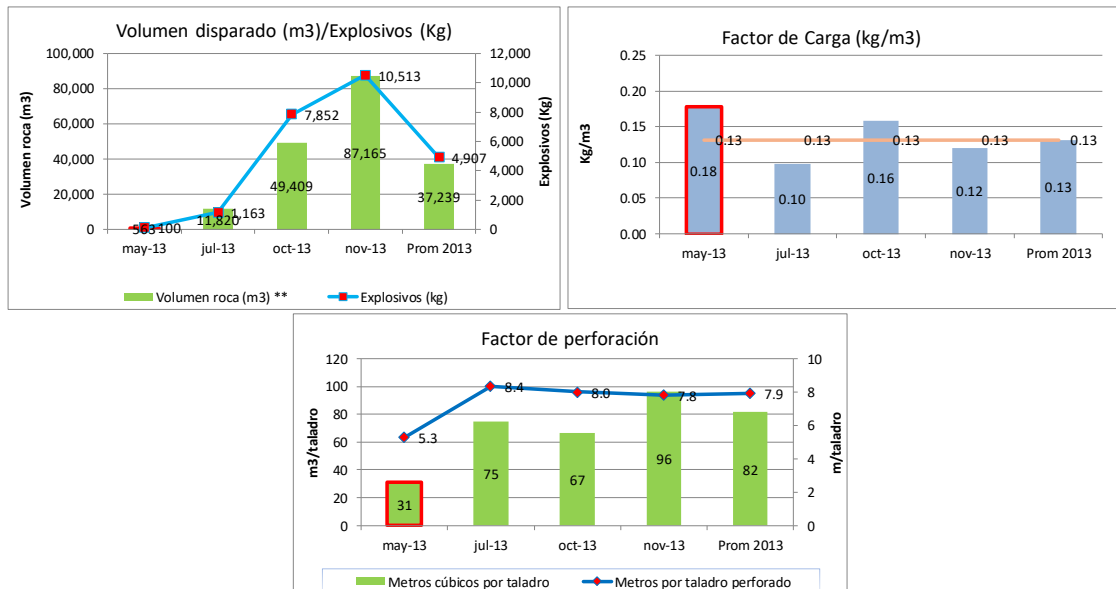 Volumen disparado (m3)/Explosivos (Kg)
Volumen roca (m3)
Explosivos (Kg)
100,000
80,000
60,000
40,000
20,000
0
12,000
10,000
8,000
6,000
4,000
2,000
0
563
11,820
49,409
87,165
37,239
100
1,163
7,852
10,513
4,907
may-13 jul-13 oct-13 nov-13 Prom 2013
Volumen roca (m3) ** Explosivos (kg)
Factor de Carga (kg/m3)
Kg/m3
0.25
0.20
0.15
0.10
0.05
0.00
0.13 0.13 0.13 0.13 0.13
0.18 0.10 0.16 0.12 0.13
may-13 jul-13 oct-13 nov-13 Prom 2013
Factor de perforación
m3/taladro
m/taladro
120
100
80
60
40
20
0
10
8
6
4
2
0
5.3 8.4 8.0 7.8 7.9
31 75 67 96 82
may-13 jul-13 oct-13 nov-13 Prom 2013
Metros cúbicos por taladro Metros por taladro perforado